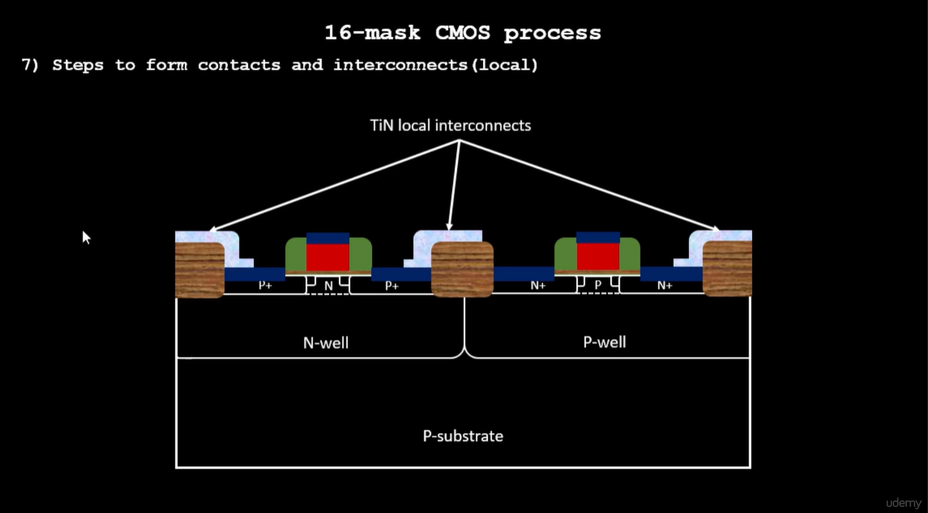 16-mask CMOS process
7) Steps to form contacts and interconnects(local)
TiN local interconnects
P+ N P+ N+ P N+
N-well P-well
P-substrate
udemy